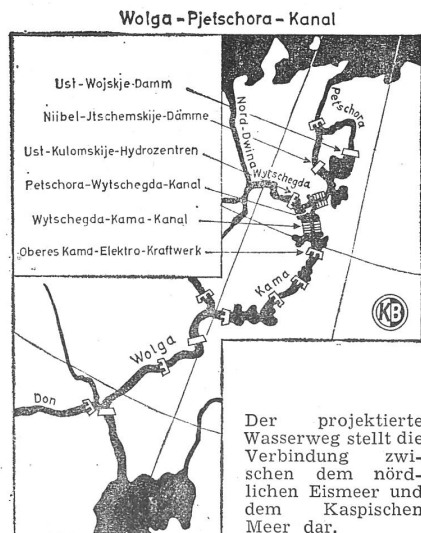 Wolga-Pjetschora-Kanal
Ust-Wojskje-Damm
Niibel-Jtschemskije-Dämme
Ust-Kulomskije-Hydrozentren
Petschora-Wytschegda-Kanal
Wytschegda-Kama-Kanal
Oberes Kama-Elektro-Kraftwerk
Nord-Dwina
Petschora
Wytschegda
Kama
KB
Wolga
Don
Der projektierte
Wasserweg stellt die
Verbindung zwi-
schen dem nörd-
lichen Eismeer und
dem Kaspischen
Meer dar.